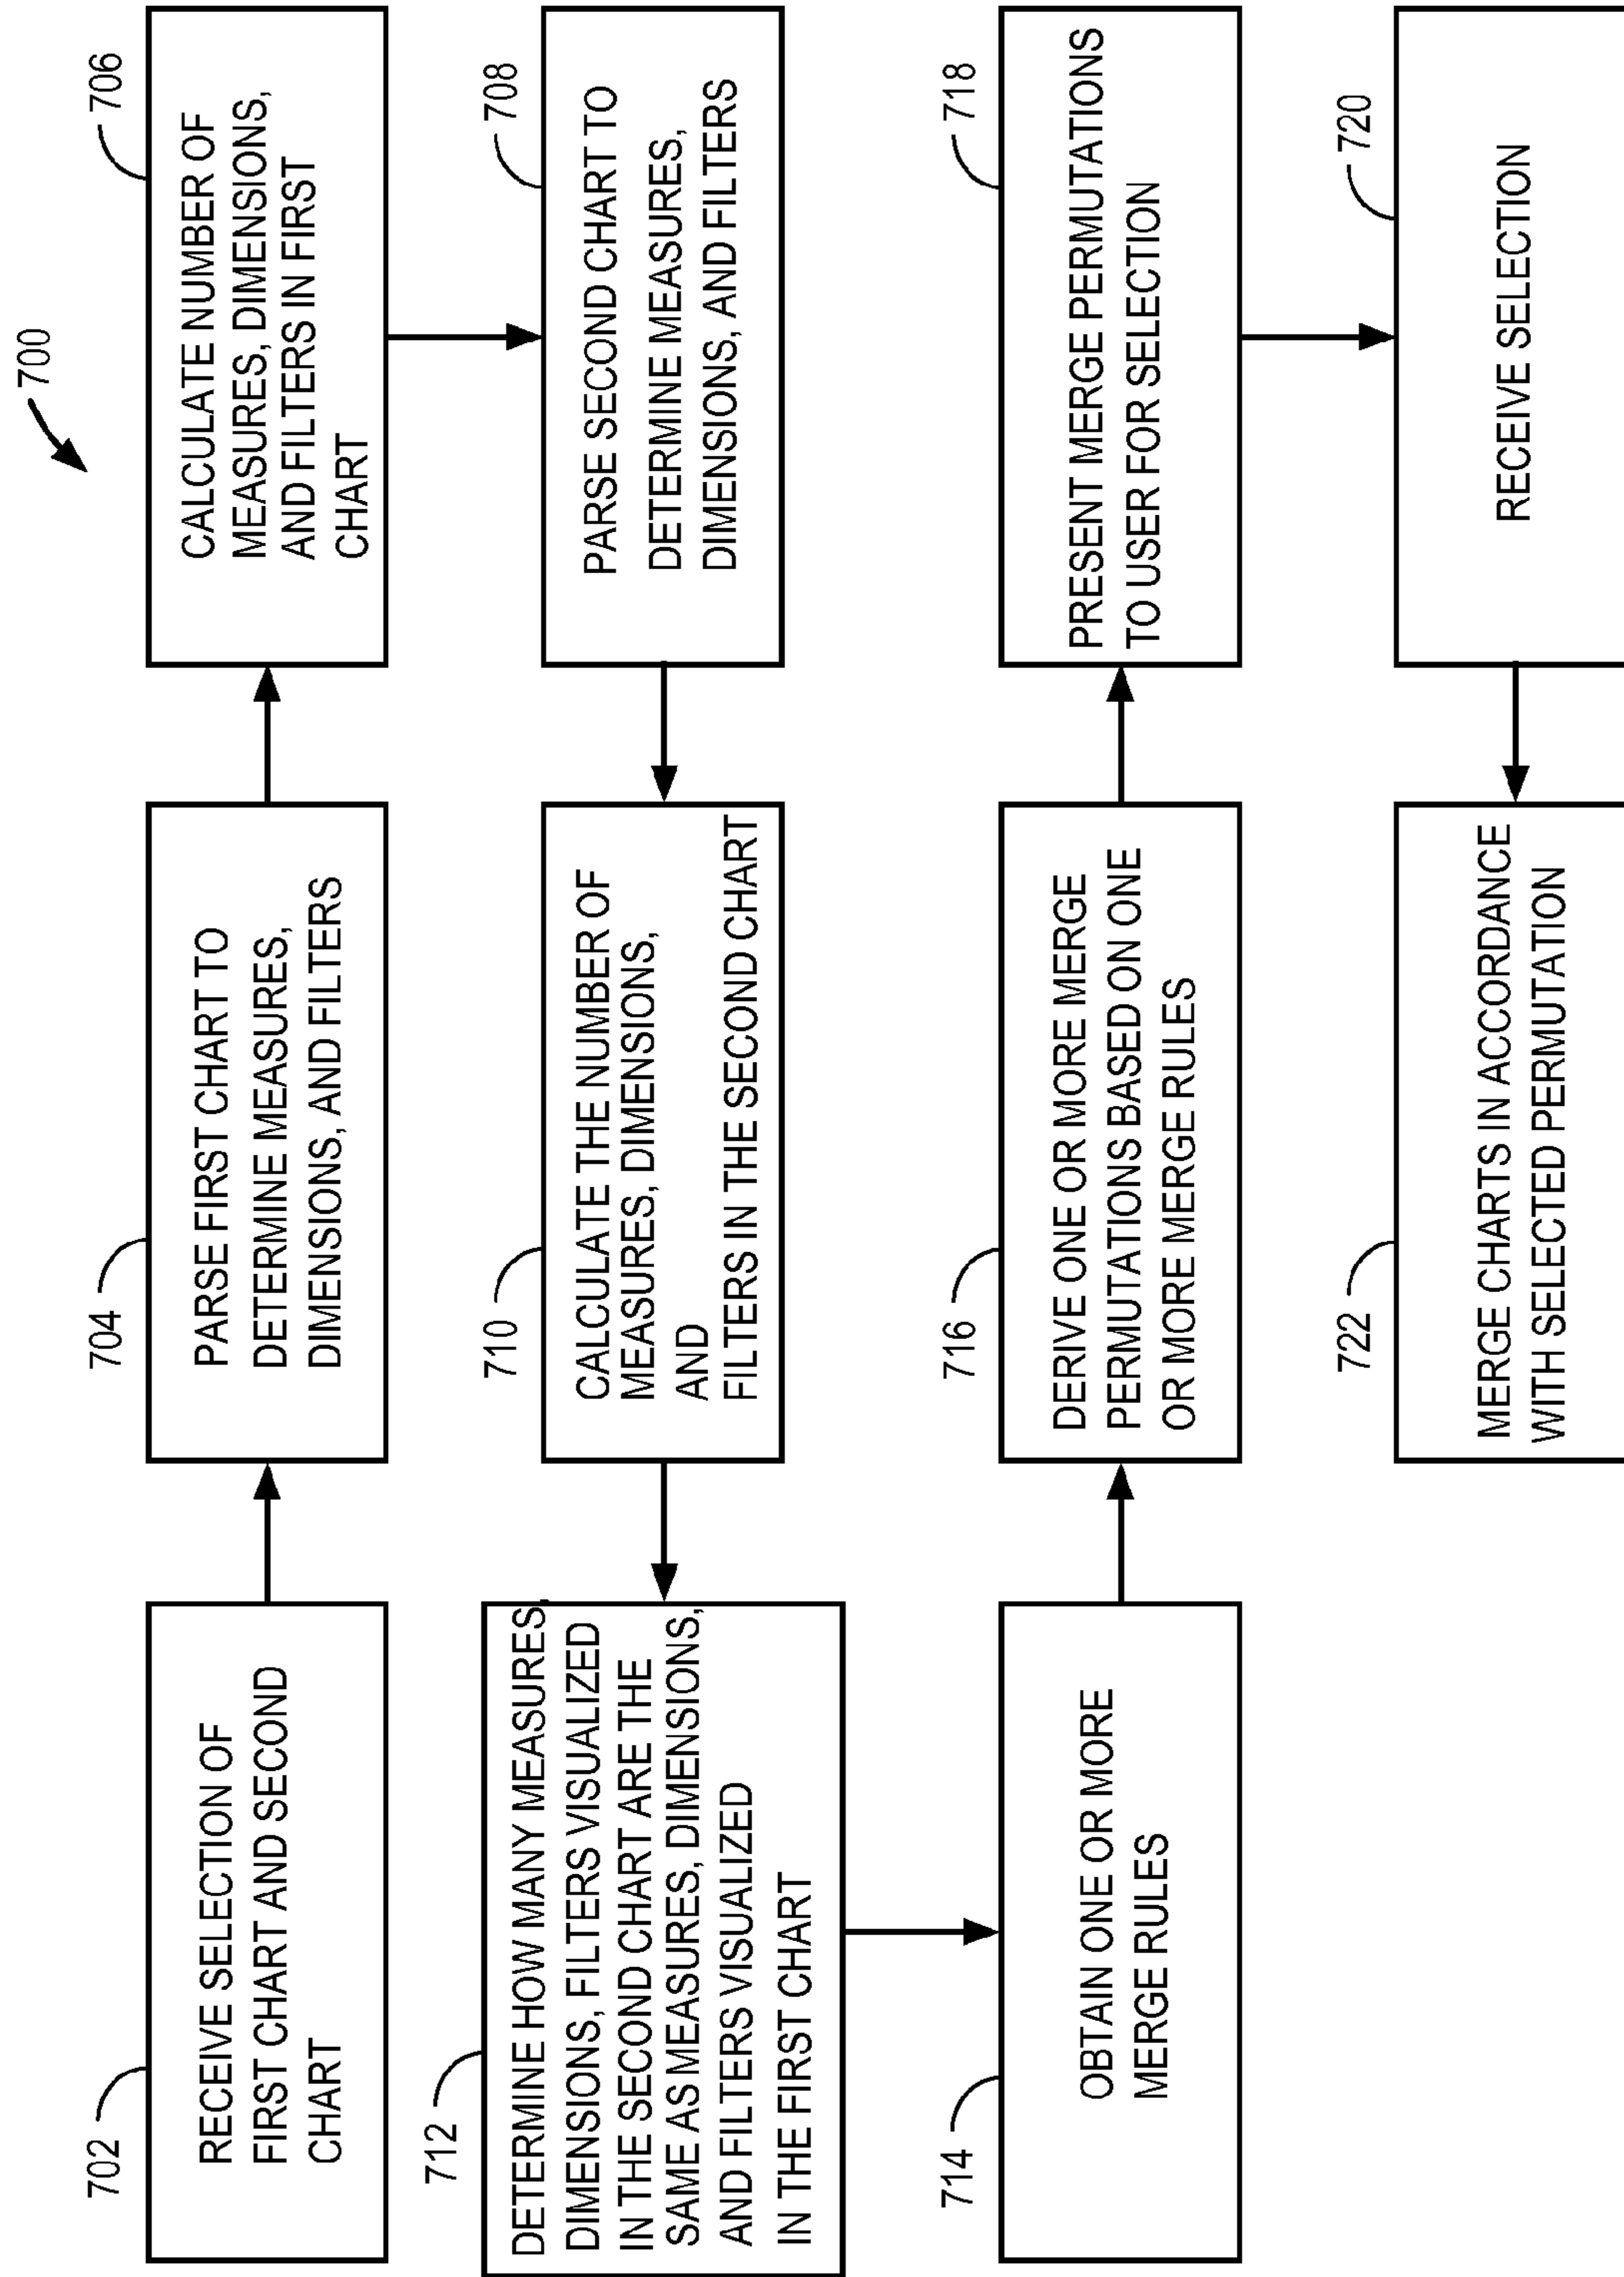 700
702
RECEIVE SELECTION OF
FIRST CHART AND SECOND
CHART
704
PARSE FIRST CHART TO
DETERMINE MEASURES,
DIMENSIONS, AND FILTERS
706
CALCULATE NUMBER OF
MEASURES, DIMENSIONS,
AND FILTERS IN FIRST
CHART
708
PARSE SECOND CHART TO
DETERMINE MEASURES,
DIMENSIONS, AND FILTERS
710
CALCULATE THE NUMBER OF
MEASURES, DIMENSIONS,
AND
FILTERS IN THE SECOND CHART
712
DETERMINE HOW MANY MEASURES,
DIMENSIONS, FILTERS VISUALIZED
IN THE SECOND CHART ARE THE
SAME AS MEASURES, DIMENSIONS,
AND FILTERS VISUALIZED
IN THE FIRST CHART
714
OBTAIN ONE OR MORE
MERGE RULES
716
DERIVE ONE OR MORE MERGE
PERMUTATIONS BASED ON ONE
OR MORE MERGE RULES
718
PRESENT MERGE PERMUTATIONS
TO USER FOR SELECTION
720
RECEIVE SELECTION
722
MERGE CHARTS IN ACCORDANCE
WITH SELECTED PERMUTATION